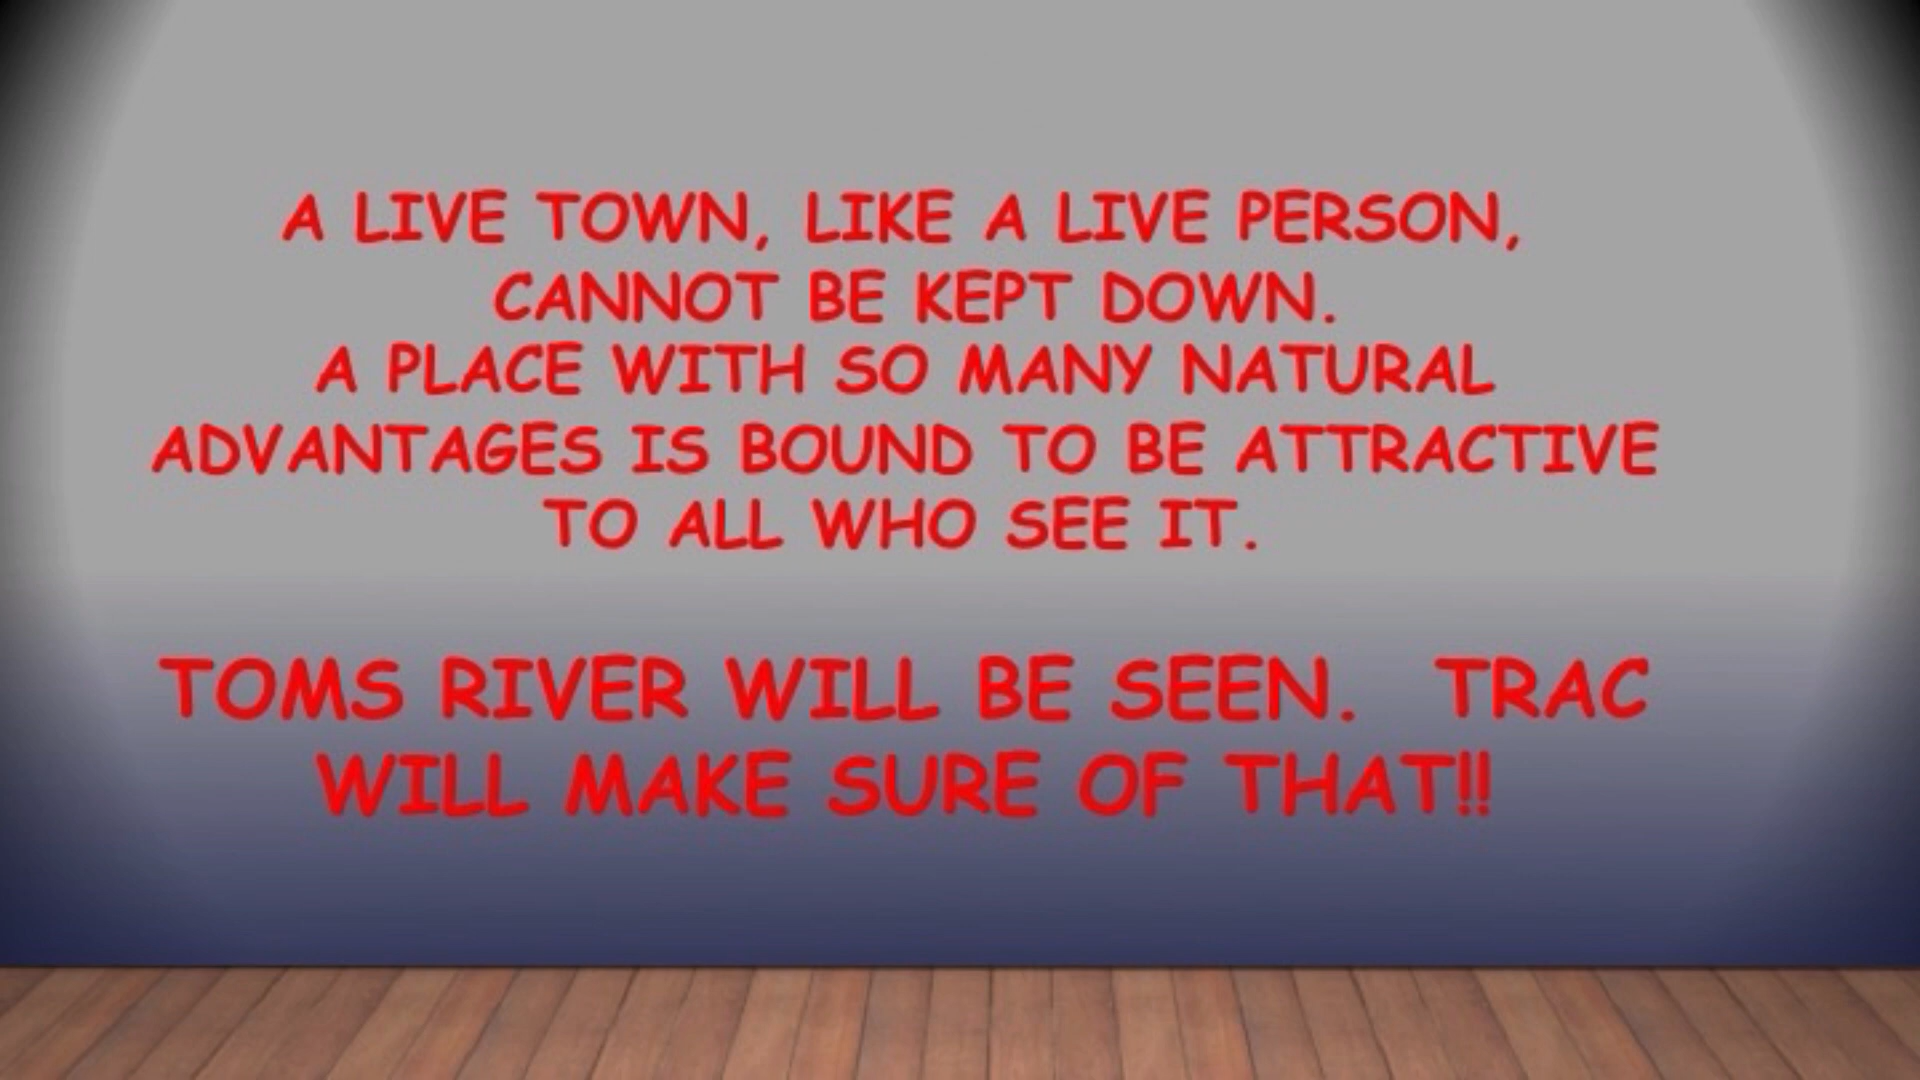 A LIVE TOWN, LIKE A LIVE PERSON,
CANNOT BE KEPT DOWN.
A PLACE WITH SO MANY NATURAL
ADVANTAGES IS BOUND TO BE ATTRACTIVE
TO ALL WHO SEE IT.
TOMS RIVER WILL BE SEEN.  TRAC
WILL MAKE SURE OF THAT!!